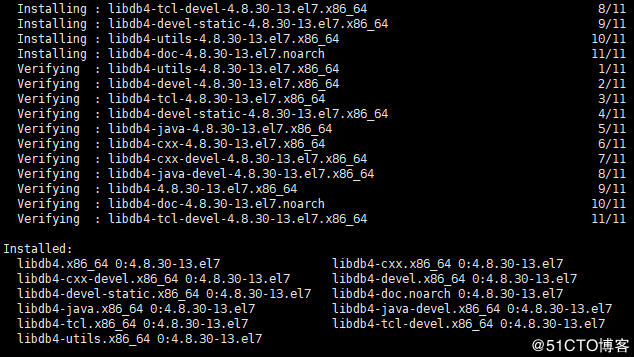 Installing : libdb4-tcl-devel-4.8.30-13.el7.x86_64 8/11
Installing : libdb4-devel-static-4.8.30-13.el7.x86_64 9/11
Installing : libdb4-utils-4.8.30-13.el7.x86_64 10/11
Installing : libdb4-doc-4.8.30-13.el7.noarch 11/11
Verifying : libdb4-utils-4.8.30-13.el7.x86_64 1/11
Verifying : libdb4-devel-4.8.30-13.el7.x86_64 2/11
Verifying : libdb4-tcl-4.8.30-13.el7.x86_64 3/11
Verifying : libdb4-devel-static-4.8.30-13.el7.x86_64 4/11
Verifying : libdb4-java-4.8.30-13.el7.x86_64 5/11
Verifying : libdb4-cxx-4.8.30-13.el7.x86_64 6/11
Verifying : libdb4-cxx-devel-4.8.30-13.el7.x86_64 7/11
Verifying : libdb4-java-devel-4.8.30-13.el7.x86_64 8/11
Verifying : libdb4-4.8.30-13.el7.x86_64 9/11
Verifying : libdb4-doc-4.8.30-13.el7.noarch 10/11
Verifying : libdb4-tcl-devel-4.8.30-13.el7.x86_64 11/11
Installed:
libdb4.x86_64 0:4.8.30-13.el7 libdb4-cxx.x86_64 0:4.8.30-13.el7
libdb4-cxx-devel.x86_64 0:4.8.30-13.el7 libdb4-devel.x86_64 0:4.8.30-13.el7
libdb4-devel-static.x86_64 0:4.8.30-13.el7 libdb4-doc.noarch 0:4.8.30-13.el7
libdb4-java.x86_64 0:4.8.30-13.el7 libdb4-java-devel.x86_64 0:4.8.30-13.el7
libdb4-tcl.x86_64 0:4.8.30-13.el7 libdb4-tcl-devel.x86_64 0:4.8.30-13.el7
libdb4-utils.x86_64 0:4.8.30-13.el7
@51CTO博客